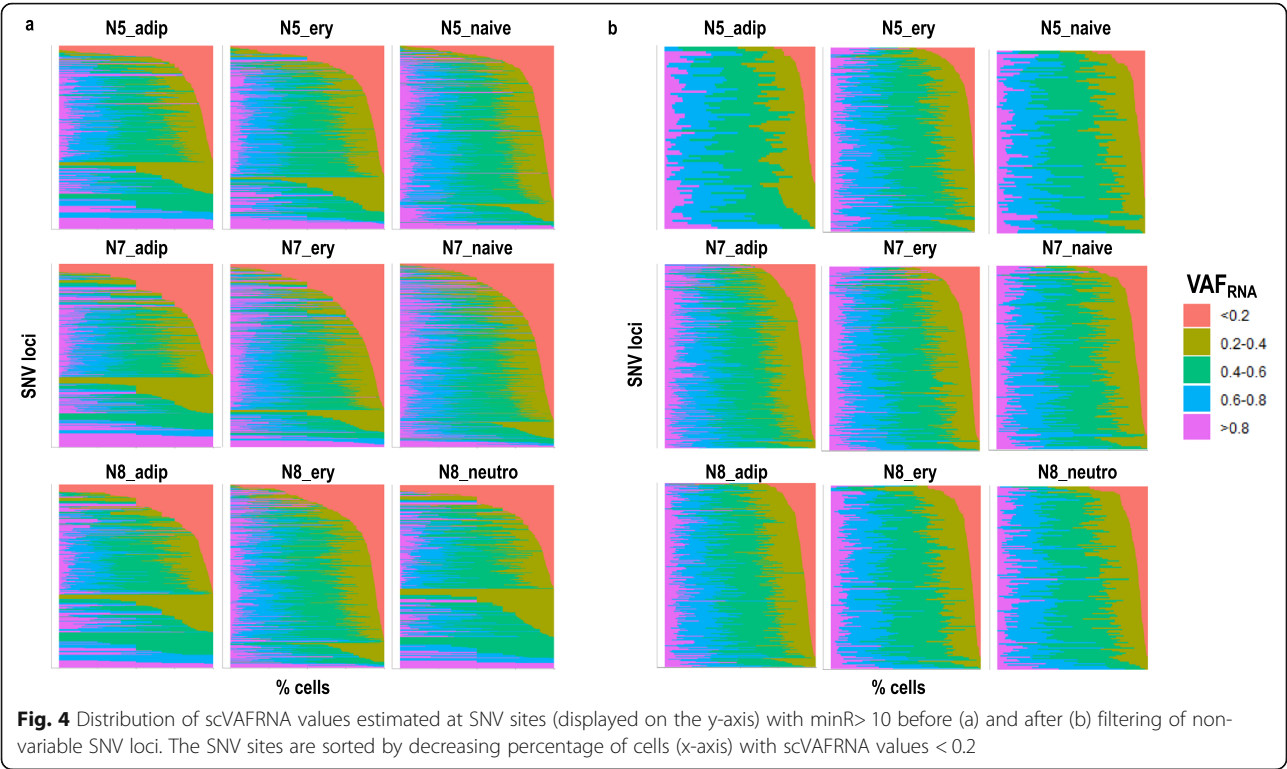 a
N5_adip N5_ery N5_naive
b
N5_adip N5_ery N5_naive
N7_adip N7_ery N7_naive
N7_adip N7_ery N7_naive
SNV loci
SNV loci
VAFRNA
<0.2
0.2-0.4
0.4-0.6
0.6-0.8
>0.8
N8_adip N8_ery N8_neutro
N8_adip N8_ery N8_neutro
% cells
% cells
Fig. 4 Distribution of scVAFRNA values estimated at SNV sites (displayed on the y-axis) with minR> 10 before (a) and after (b) filtering of non-
variable SNV loci. The SNV sites are sorted by decreasing percentage of cells (x-axis) with scVAFRNA values < 0.2